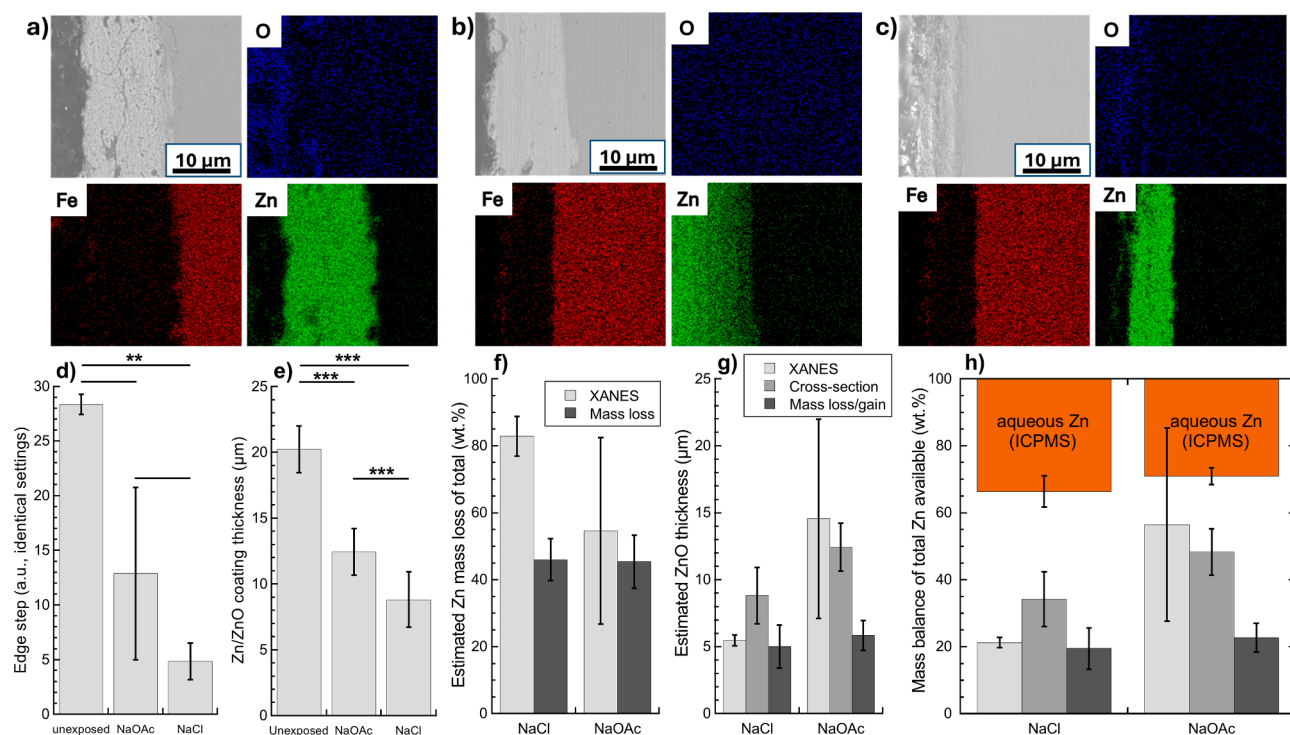 a)
O
10 µm
Fe
Zn
b)
O
10 µm
Fe
Zn
c)
O
10 µm
Fe
Zn
d)
**
30
25
20
15
10
5
0
Edge step (a.u., identical settings)
unexposed NaOAc NaCl
e)
***
***
***
25
20
15
10
5
0
Zn/ZnO coating thickness (µm)
Unexposed NaOAc NaCl
f)
XANES
Mass loss
100
80
60
40
20
0
Estimated Zn mass loss of total (wt.%)
NaCl NaOAc
g)
XANES
Cross-section
Mass loss/gain
25
20
15
10
5
0
Estimated ZnO thickness (µm)
NaCl NaOAc
h)
100
80
60
40
20
0
Mass balance of total Zn available (wt.%)
aqueous Zn
(ICPMS)
aqueous Zn
(ICPMS)
NaCl NaOAc